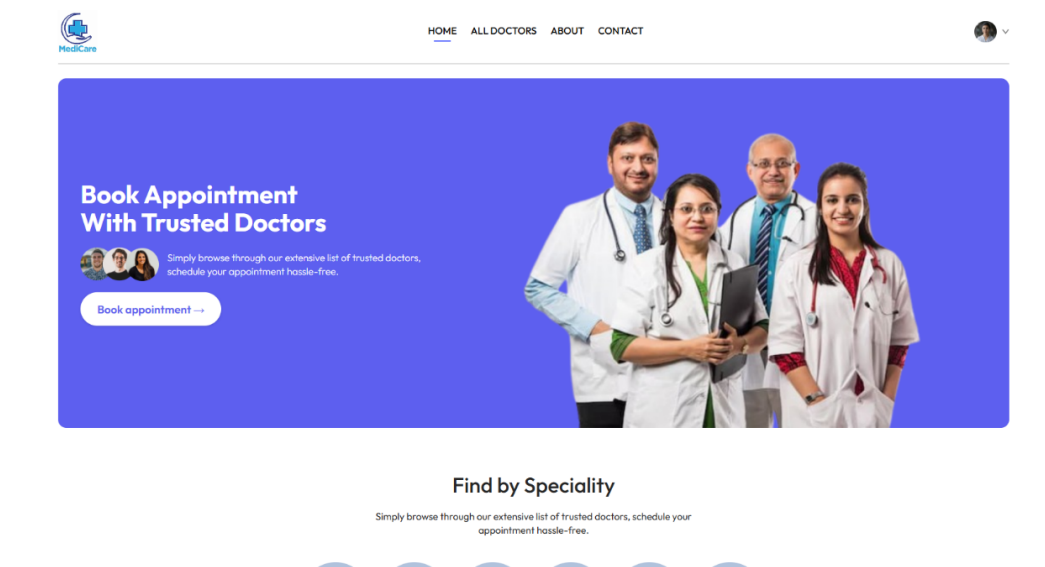 MediCare
HOME
ALL DOCTORS
ABOUT
CONTACT
Book Appointment
With Trusted Doctors
Simply browse through our extensive list of trusted doctors,
schedule your appointment hassle-free.
Book appointment →
Find by Speciality
Simply browse through our extensive list of trusted doctors, schedule your
appointment hassle-free.